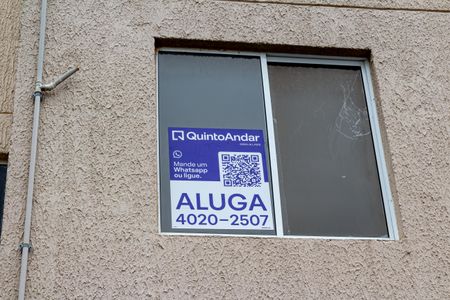 QuintoAndar
Mande um
Whatsapp
ou ligue.
ALUGA
4020-2507